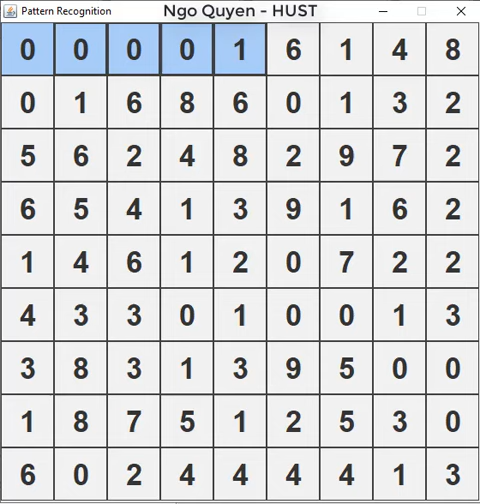 Pattern Recognition Ngo Quyen - HUST
0 0 0 0 1 6 1 4 8
0 1 6 8 6 0 1 3 2
5 6 2 4 8 2 9 7 2
6 5 4 1 3 9 1 6 2
1 4 6 1 2 0 7 2 2
4 3 3 0 1 0 0 1 3
3 8 3 1 3 9 5 0 0
1 8 7 5 1 2 5 3 0
6 0 2 4 4 4 4 1 3